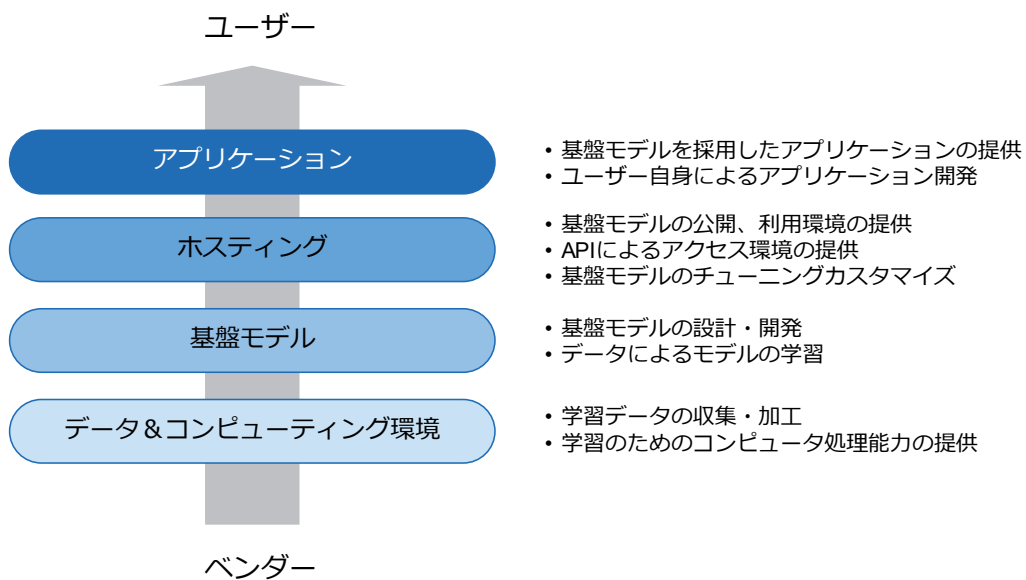 ユーザー
アプリケーション
• 基盤モデルを採用したアプリケーションの提供
• ユーザー自身によるアプリケーション開発
ホスティング
• 基盤モデルの公開、利用環境の提供
• APIによるアクセス環境の提供
• 基盤モデルのチューニングカスタマイズ
基盤モデル
• 基盤モデルの設計・開発
• データによるモデルの学習
データ＆コンピューティング環境
• 学習データの収集・加工
• 学習のためのコンピュータ処理能力の提供
ベンダー